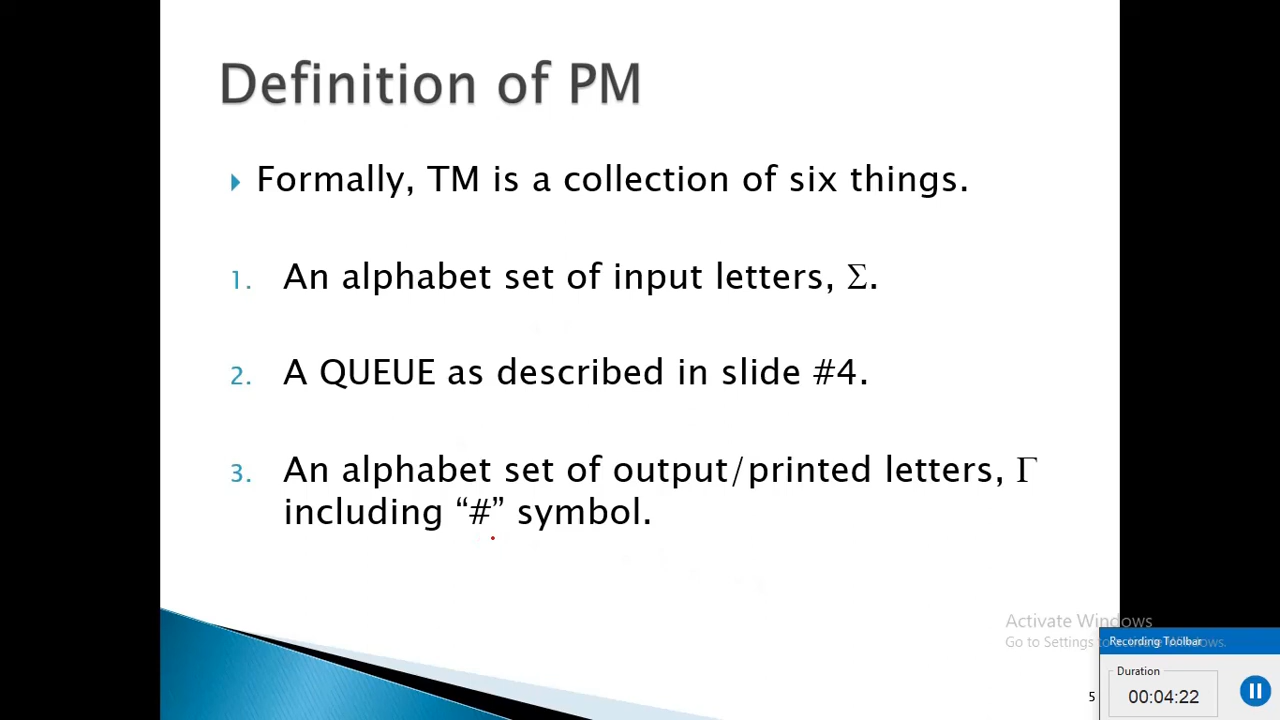 Definition of PM
Formally, TM is a collection of six things.
1. An alphabet set of input letters, Σ.
2. A QUEUE as described in slide #4.
3. An alphabet set of output/printed letters, Γ
including “#” symbol.
Activate Windows
Go to Settings to activate Windows.
Recording Toolbar
Duration
00:04:22
5